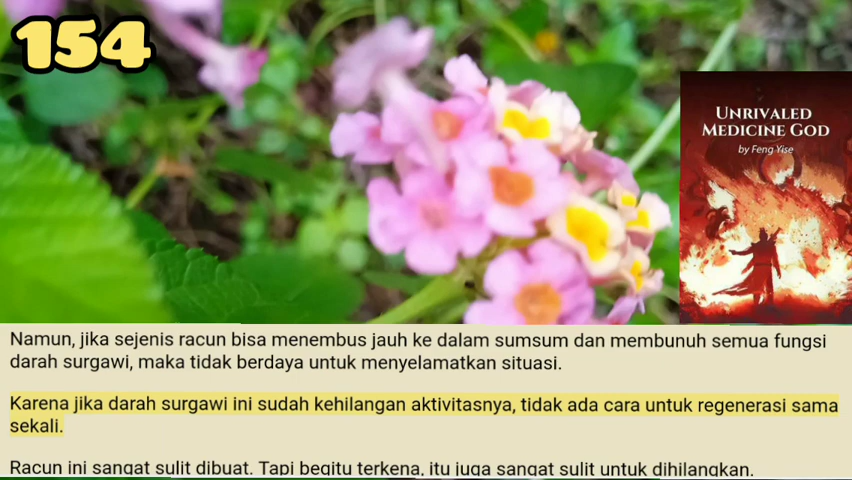 154
UNRIVALED
MEDICINE GOD
by Feng Yise
Namun, jika sejenis racun bisa menembus jauh ke dalam sumsum dan membunuh semua fungsi
darah surgawi, maka tidak berdaya untuk menyelamatkan situasi.
Karena jika darah surgawi ini sudah kehilangan aktivitasnya, tidak ada cara untuk regenerasi sama
sekali.
Racun ini sangat sulit dibuat. Tapi begitu terkena, itu juga sangat sulit untuk dihilangkan.